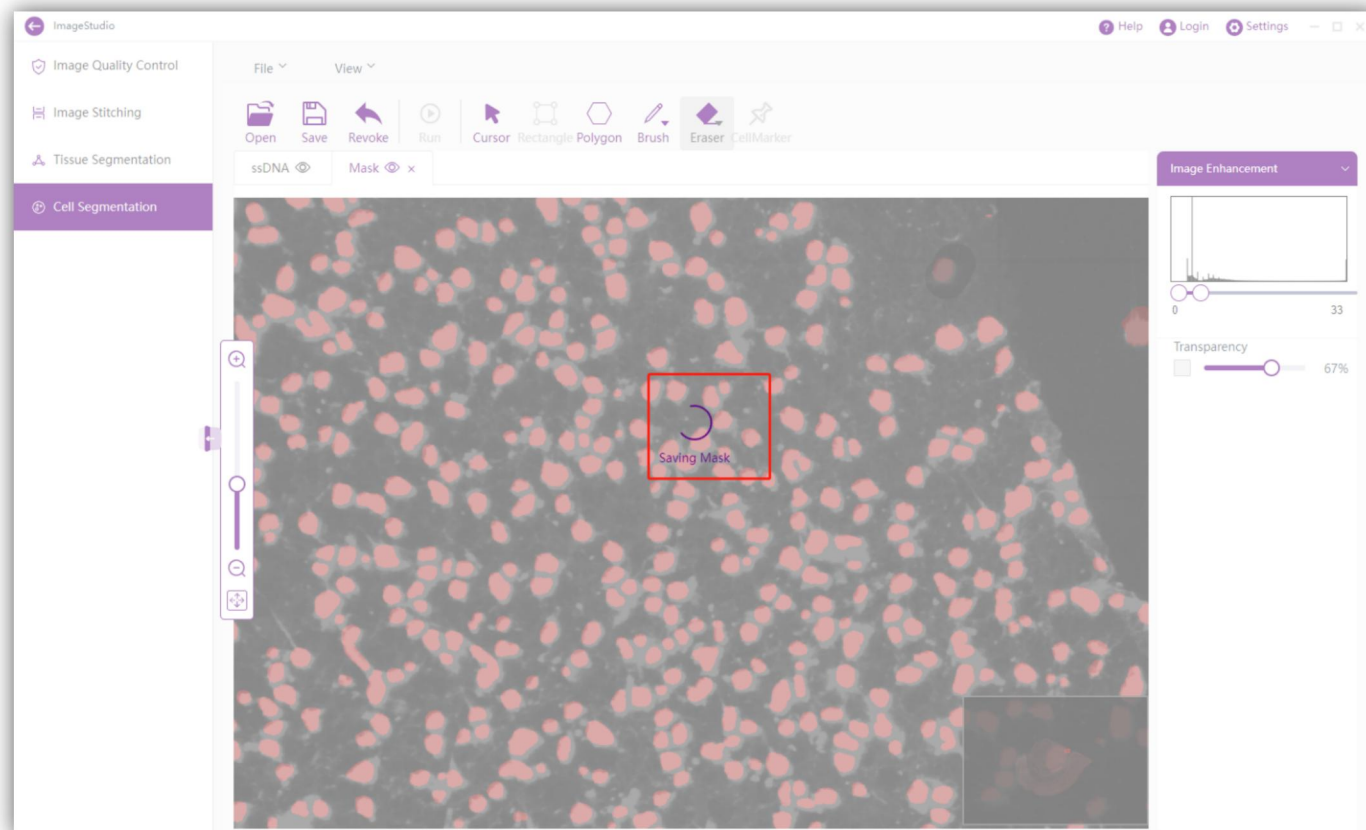 ImageStudio
Help Login Settings
Image Quality Control
Image Stitching
Tissue Segmentation
Cell Segmentation
File View
Open Save Revoke Run Cursor Rectangle Polygon Brush Eraser CellMarker
ssDNA Mask
Image Enhancement
0 33
Transparency
67%
Saving Mask